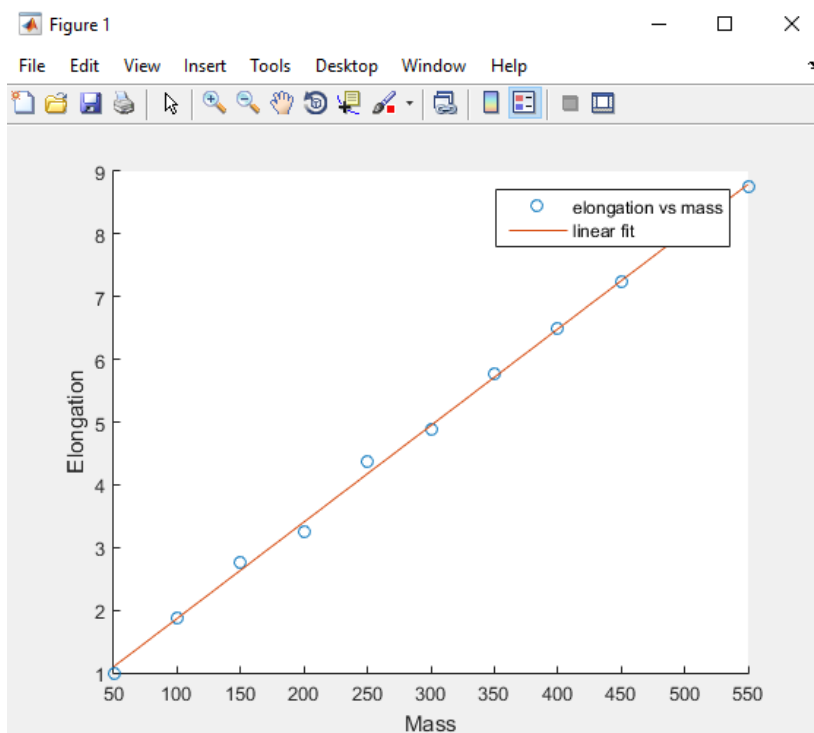 Figure 1
File Edit View Insert Tools Desktop Window Help
9
8
7
6
5
4
3
2
1
Elongation
elongation vs mass
linear fit
50 100 150 200 250 300 350 400 450 500 550
Mass